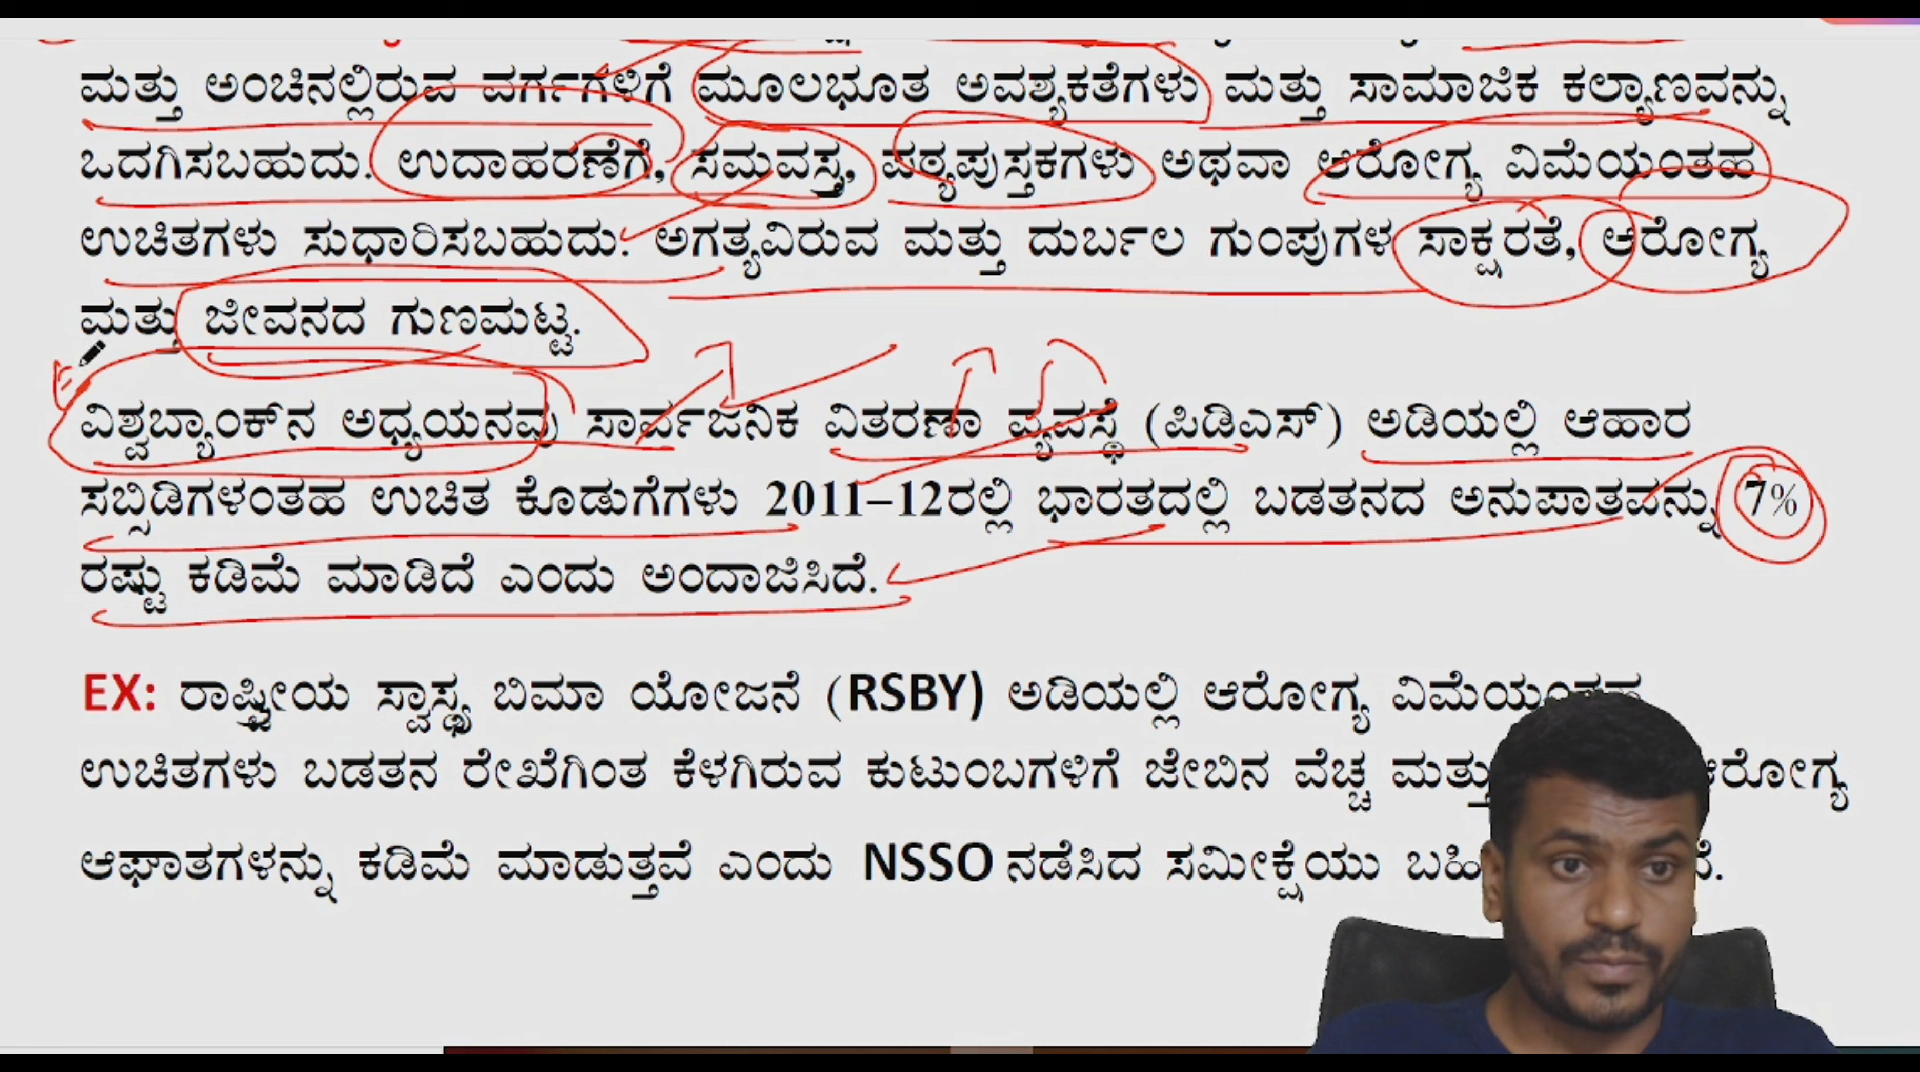 ಮತ್ತು ಅಂಚಿನಲ್ಲಿರುವ ವರ್ಗಗಳಿಗೆ ಮೂಲಭೂತ ಅವಶ್ಯಕತೆಗಳು ಮತ್ತು ಸಾಮಾಜಿಕ ಕಲ್ಯಾಣವನ್ನು
ಒದಗಿಸಬಹುದು. ಉದಾಹರಣೆಗೆ, ಸಮವಸ್ತ್ರ, ಪಠ್ಯಪುಸ್ತಕಗಳು ಅಥವಾ ಆರೋಗ್ಯ ವಿಮೆಯಂತಹ
ಉಚಿತಗಳು ಸುಧಾರಿಸಬಹುದು. ಅಗತ್ಯವಿರುವ ಮತ್ತು ದುರ್ಬಲ ಗುಂಪುಗಳ ಸಾಕ್ಷರತೆ, ಆರೋಗ್ಯ
ಮತ್ತು ಜೀವನದ ಗುಣಮಟ್ಟ.
ವಿಶ್ವಬ್ಯಾಂಕ್‌ನ ಅಧ್ಯಯನವು ಸಾರ್ವಜನಿಕ ವಿತರಣಾ ವ್ಯವಸ್ಥೆ (ಪಿಡಿಎಸ್) ಅಡಿಯಲ್ಲಿ ಆಹಾರ
ಸಬ್ಸಿಡಿಗಳಂತಹ ಉಚಿತ ಕೊಡುಗೆಗಳು 2011–12ರಲ್ಲಿ ಭಾರತದಲ್ಲಿ ಬಡತನದ ಅನುಪಾತವನ್ನು 7%
ರಷ್ಟು ಕಡಿಮೆ ಮಾಡಿದೆ ಎಂದು ಅಂದಾಜಿಸಿದೆ.
EX: ರಾಷ್ಟ್ರೀಯ ಸ್ವಾಸ್ಥ್ಯ ಬಿಮಾ ಯೋಜನೆ (RSBY) ಅಡಿಯಲ್ಲಿ ಆರೋಗ್ಯ ವಿಮೆಯಂತಹ
ಉಚಿತಗಳು ಬಡತನ ರೇಖೆಗಿಂತ ಕೆಳಗಿರುವ ಕುಟುಂಬಗಳಿಗೆ ಜೇಬಿನ ವೆಚ್ಚ ಮತ್ತು ಆರೋಗ್ಯ
ಆಘಾತಗಳನ್ನು ಕಡಿಮೆ ಮಾಡುತ್ತವೆ ಎಂದು NSSO ನಡೆಸಿದ ಸಮೀಕ್ಷೆಯು